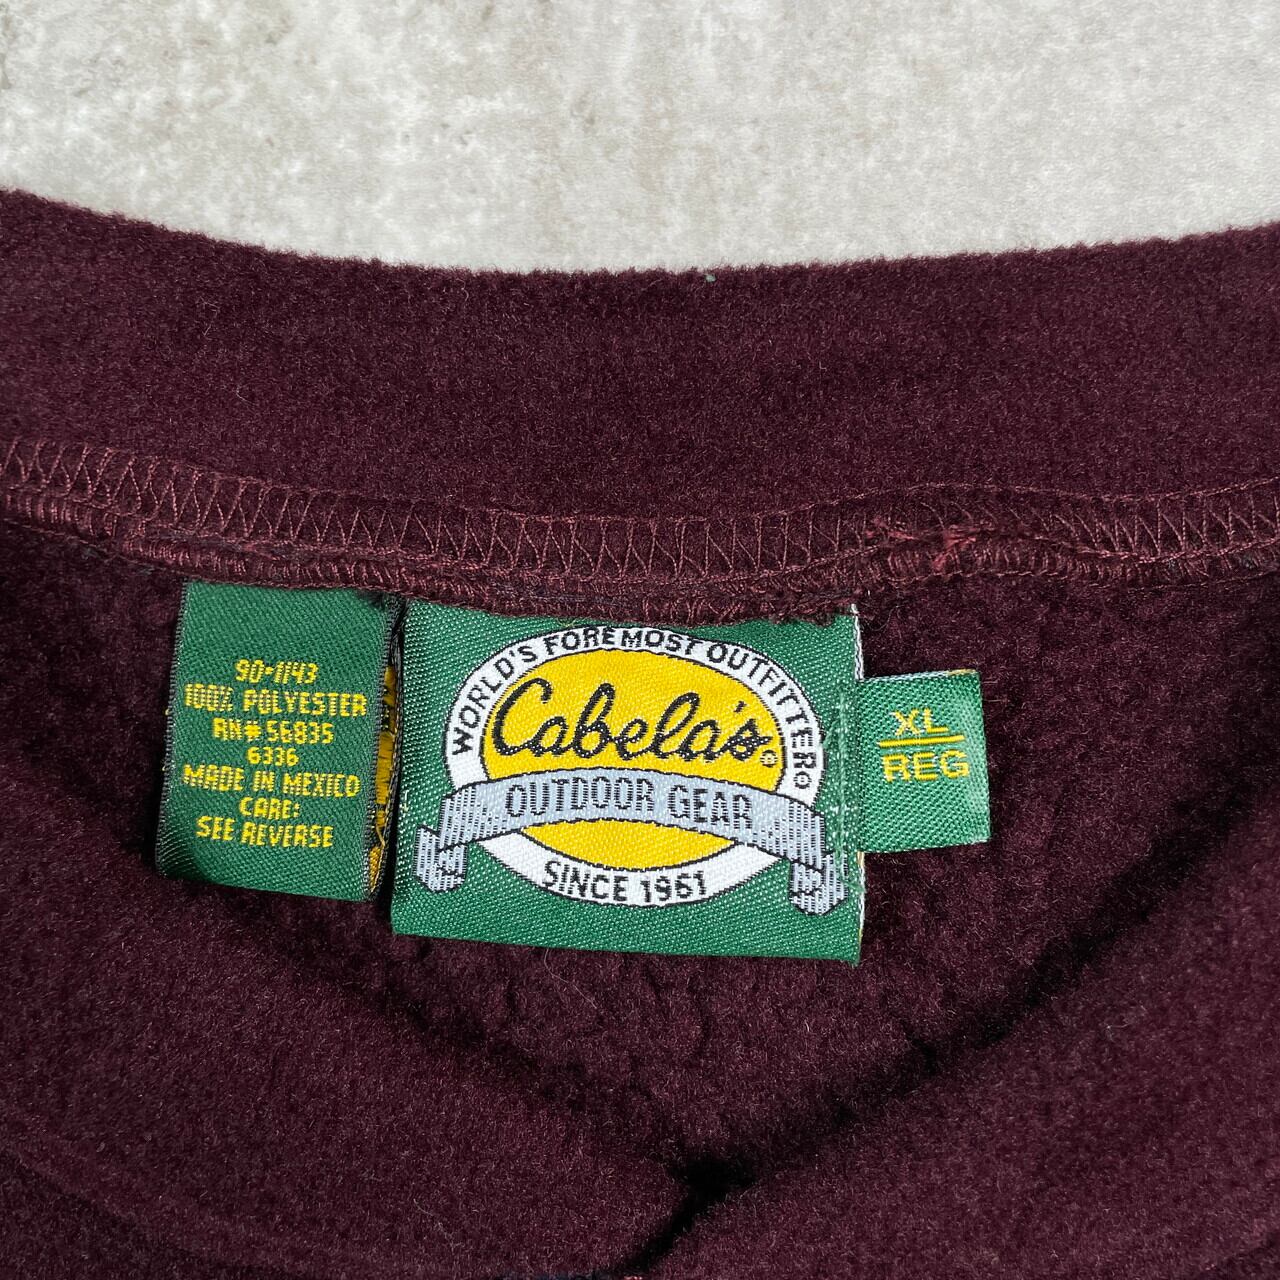 90-1143
100% POLYESTER
RN# 56835
6336
MADE IN MEXICO
CARE:
SEE REVERSE
WORLD'S FOREMOST OUTFITTER®
Cabela's®
OUTDOOR GEAR
SINCE 1961
XL
REG